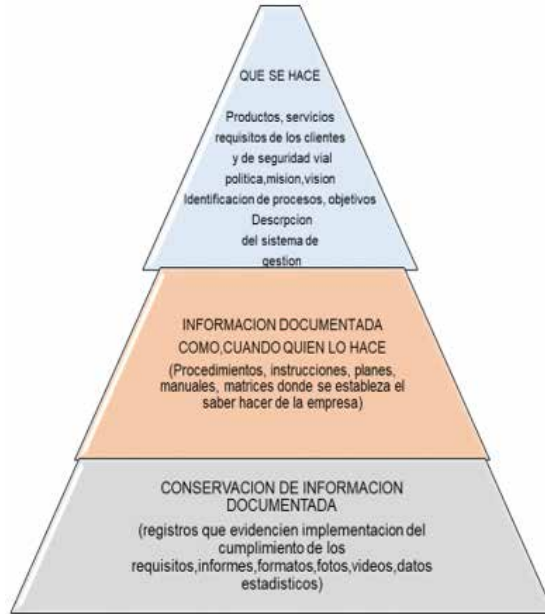 QUE SE HACE
Productos, servicios
requisitos de los clientes
y de seguridad vial
politica,mision,vision
Identificacion de procesos, objetivos
Descrpcion
del sistema de
gestion
INFORMACION DOCUMENTADA
COMO,CUANDO QUIEN LO HACE
(Procedimientos, instrucciones, planes,
manuales, matrices donde se estableza el
saber hacer de la empresa)
CONSERVACION DE INFORMACION
DOCUMENTADA
(registros que evidencien implementacion del
cumplimiento de los
requisitos,informes,formatos,fotos,videos,datos
estadisticos)